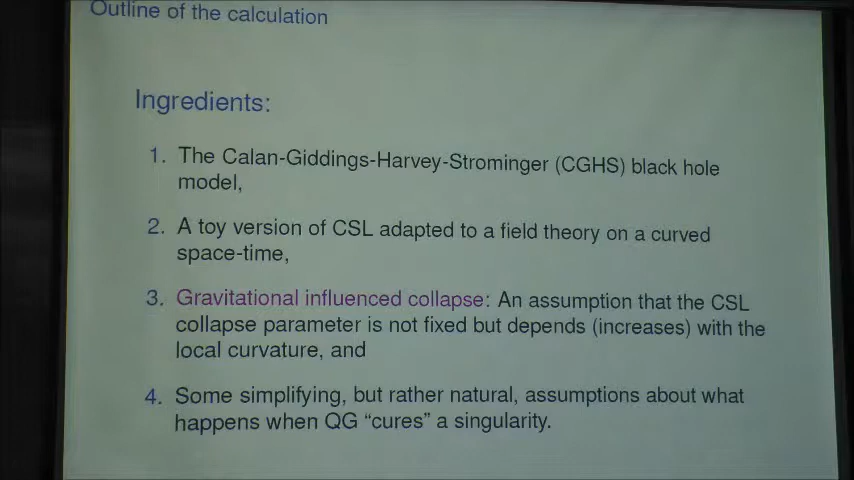 Outline of the calculation
Ingredients:
1. The Calan-Giddings-Harvey-Strominger (CGHS) black hole
model,
2. A toy version of CSL adapted to a field theory on a curved
space-time,
3. Gravitational influenced collapse: An assumption that the CSL
collapse parameter is not fixed but depends (increases) with the
local curvature, and
4. Some simplifying, but rather natural, assumptions about what
happens when QG “cures” a singularity.